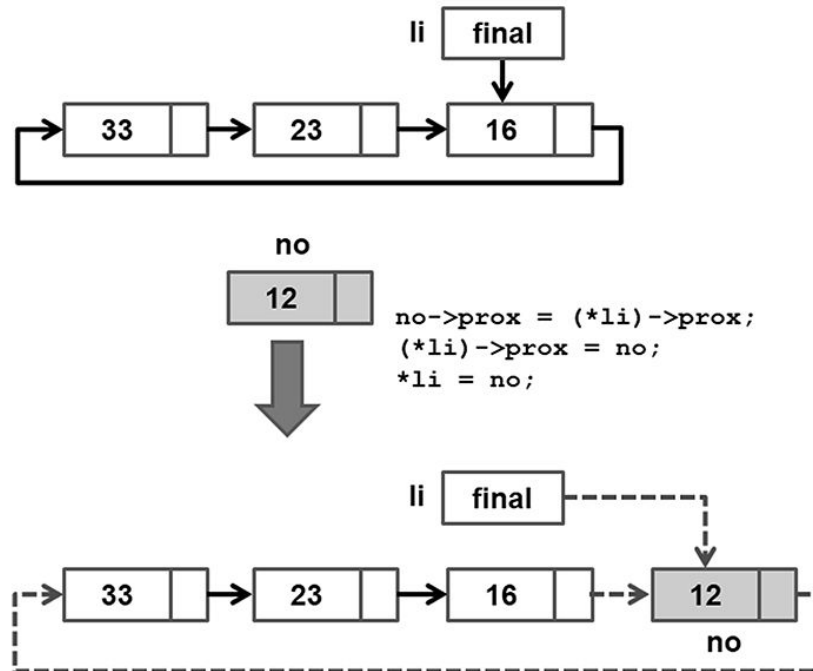 li final
33 23 16
no
12
no->prox = (*li)->prox;
(*li)->prox = no;
*li = no;
li final
33 23 16 12
no